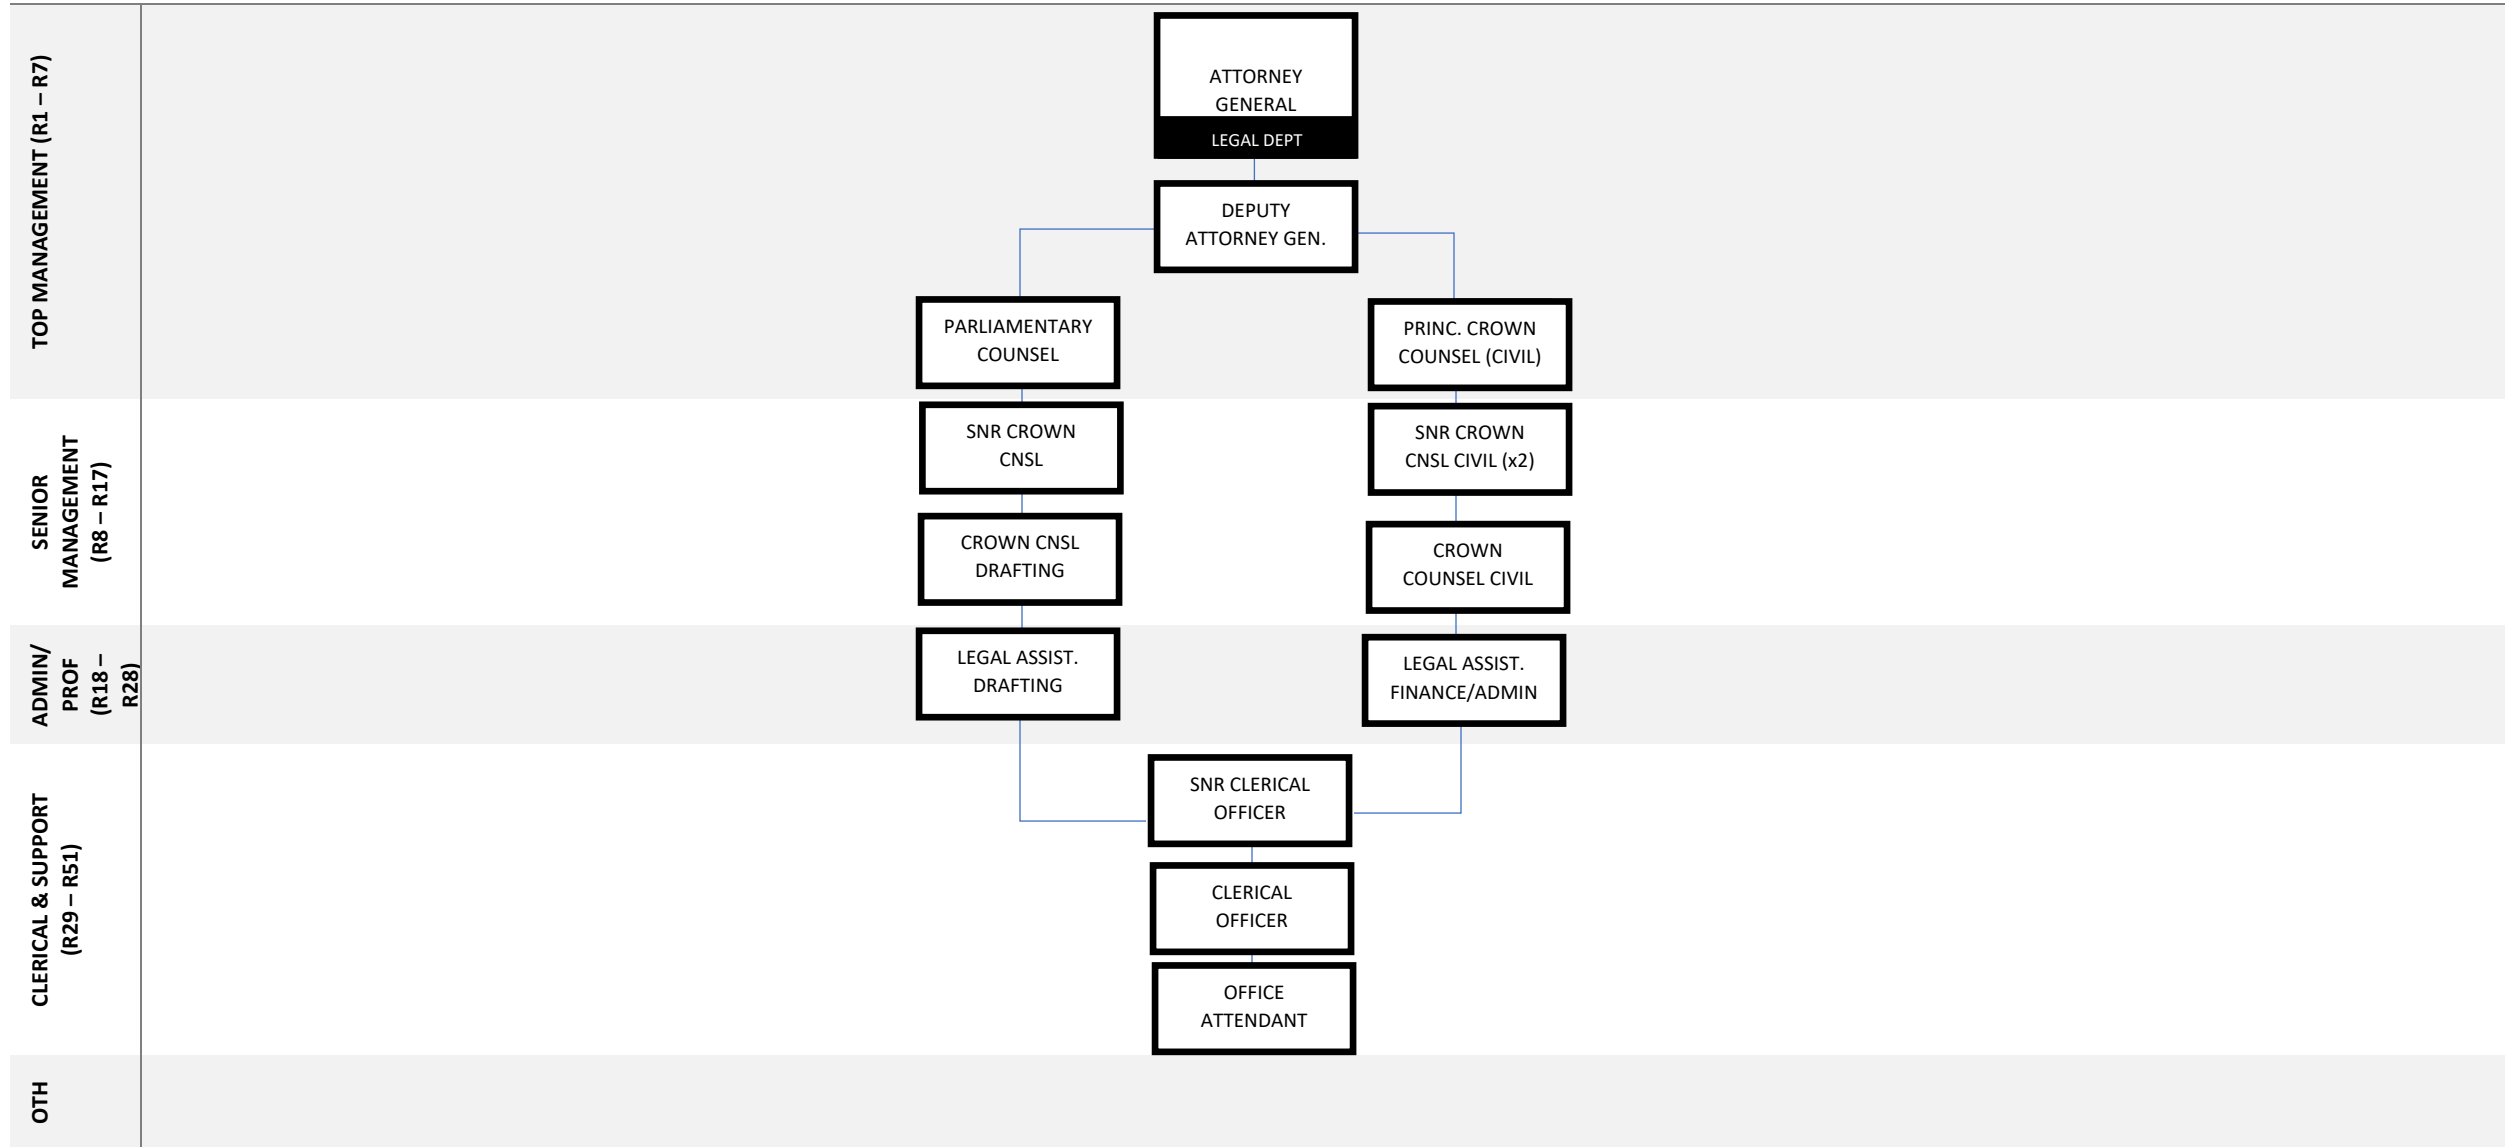 TOP MANAGEMENT (R1 – R7)
ATTORNEY
GENERAL
LEGAL DEPT
DEPUTY
ATTORNEY GEN.
PARLIAMENTARY
COUNSEL
PRINC. CROWN
COUNSEL (CIVIL)
SENIOR
MANAGEMENT
(R8 – R17)
SNR CROWN
CNSL
SNR CROWN
CNSL CIVIL (x2)
CROWN CNSL
DRAFTING
CROWN
COUNSEL CIVIL
ADMIN/
PROF
(R18 –
R28)
LEGAL ASSIST.
DRAFTING
LEGAL ASSIST.
FINANCE/ADMIN
CLERICAL & SUPPORT
(R29 – R51)
SNR CLERICAL
OFFICER
CLERICAL
OFFICER
OFFICE
ATTENDANT
OTH